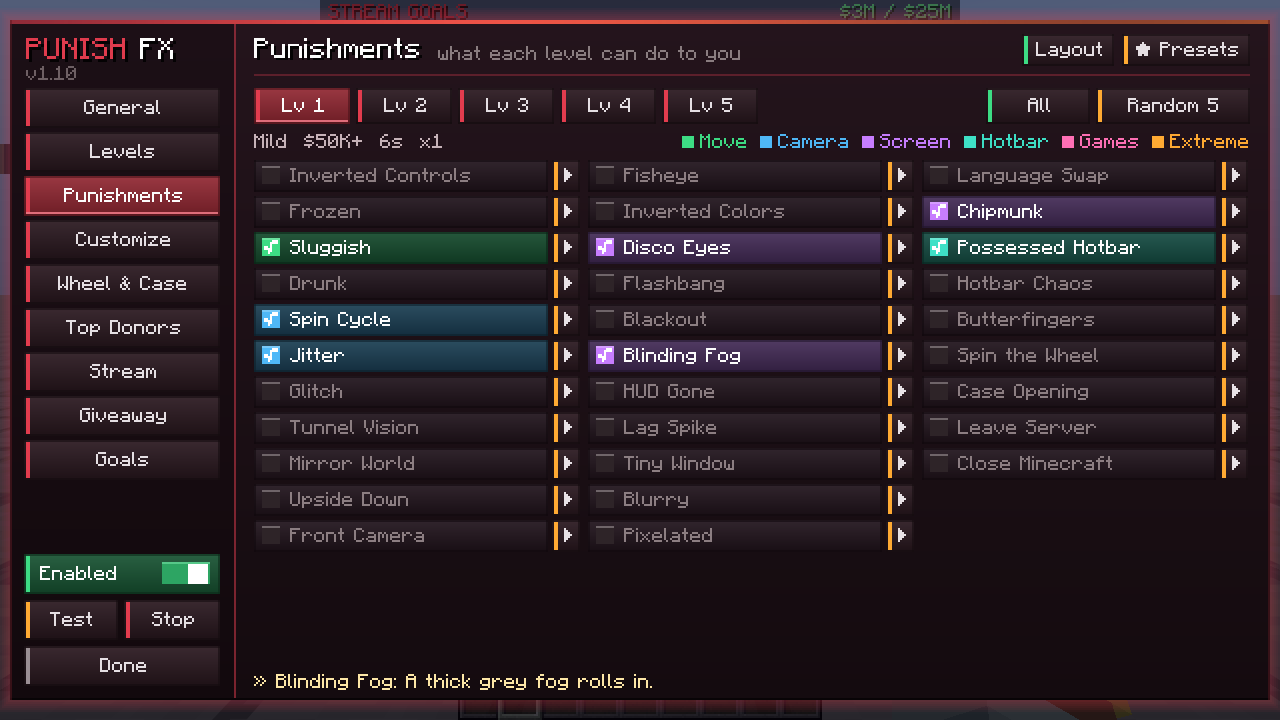 STREAM GOALS $3M / $25M
PUNISH FX
v1.10
General
Levels
Punishments
Customize
Wheel & Case
Top Donors
Stream
Giveaway
Goals
Enabled
Test Stop
Done
Punishments what each level can do to you
Layout
★ Presets
Lv 1 Lv 2 Lv 3 Lv 4 Lv 5 All Random 5
Mild $50K+ 6s x1 Move Camera Screen Hotbar Games Extreme
Inverted Controls Fisheye Language Swap
Frozen Inverted Colors Chipmunk
Sluggish Disco Eyes Possessed Hotbar
Drunk Flashbang Hotbar Chaos
Spin Cycle Blackout Butterfingers
Jitter Blinding Fog Spin the Wheel
Glitch HUD Gone Case Opening
Tunnel Vision Lag Spike Leave Server
Mirror World Tiny Window Close Minecraft
Upside Down Blurry
Front Camera Pixelated
» Blinding Fog: A thick grey fog rolls in.